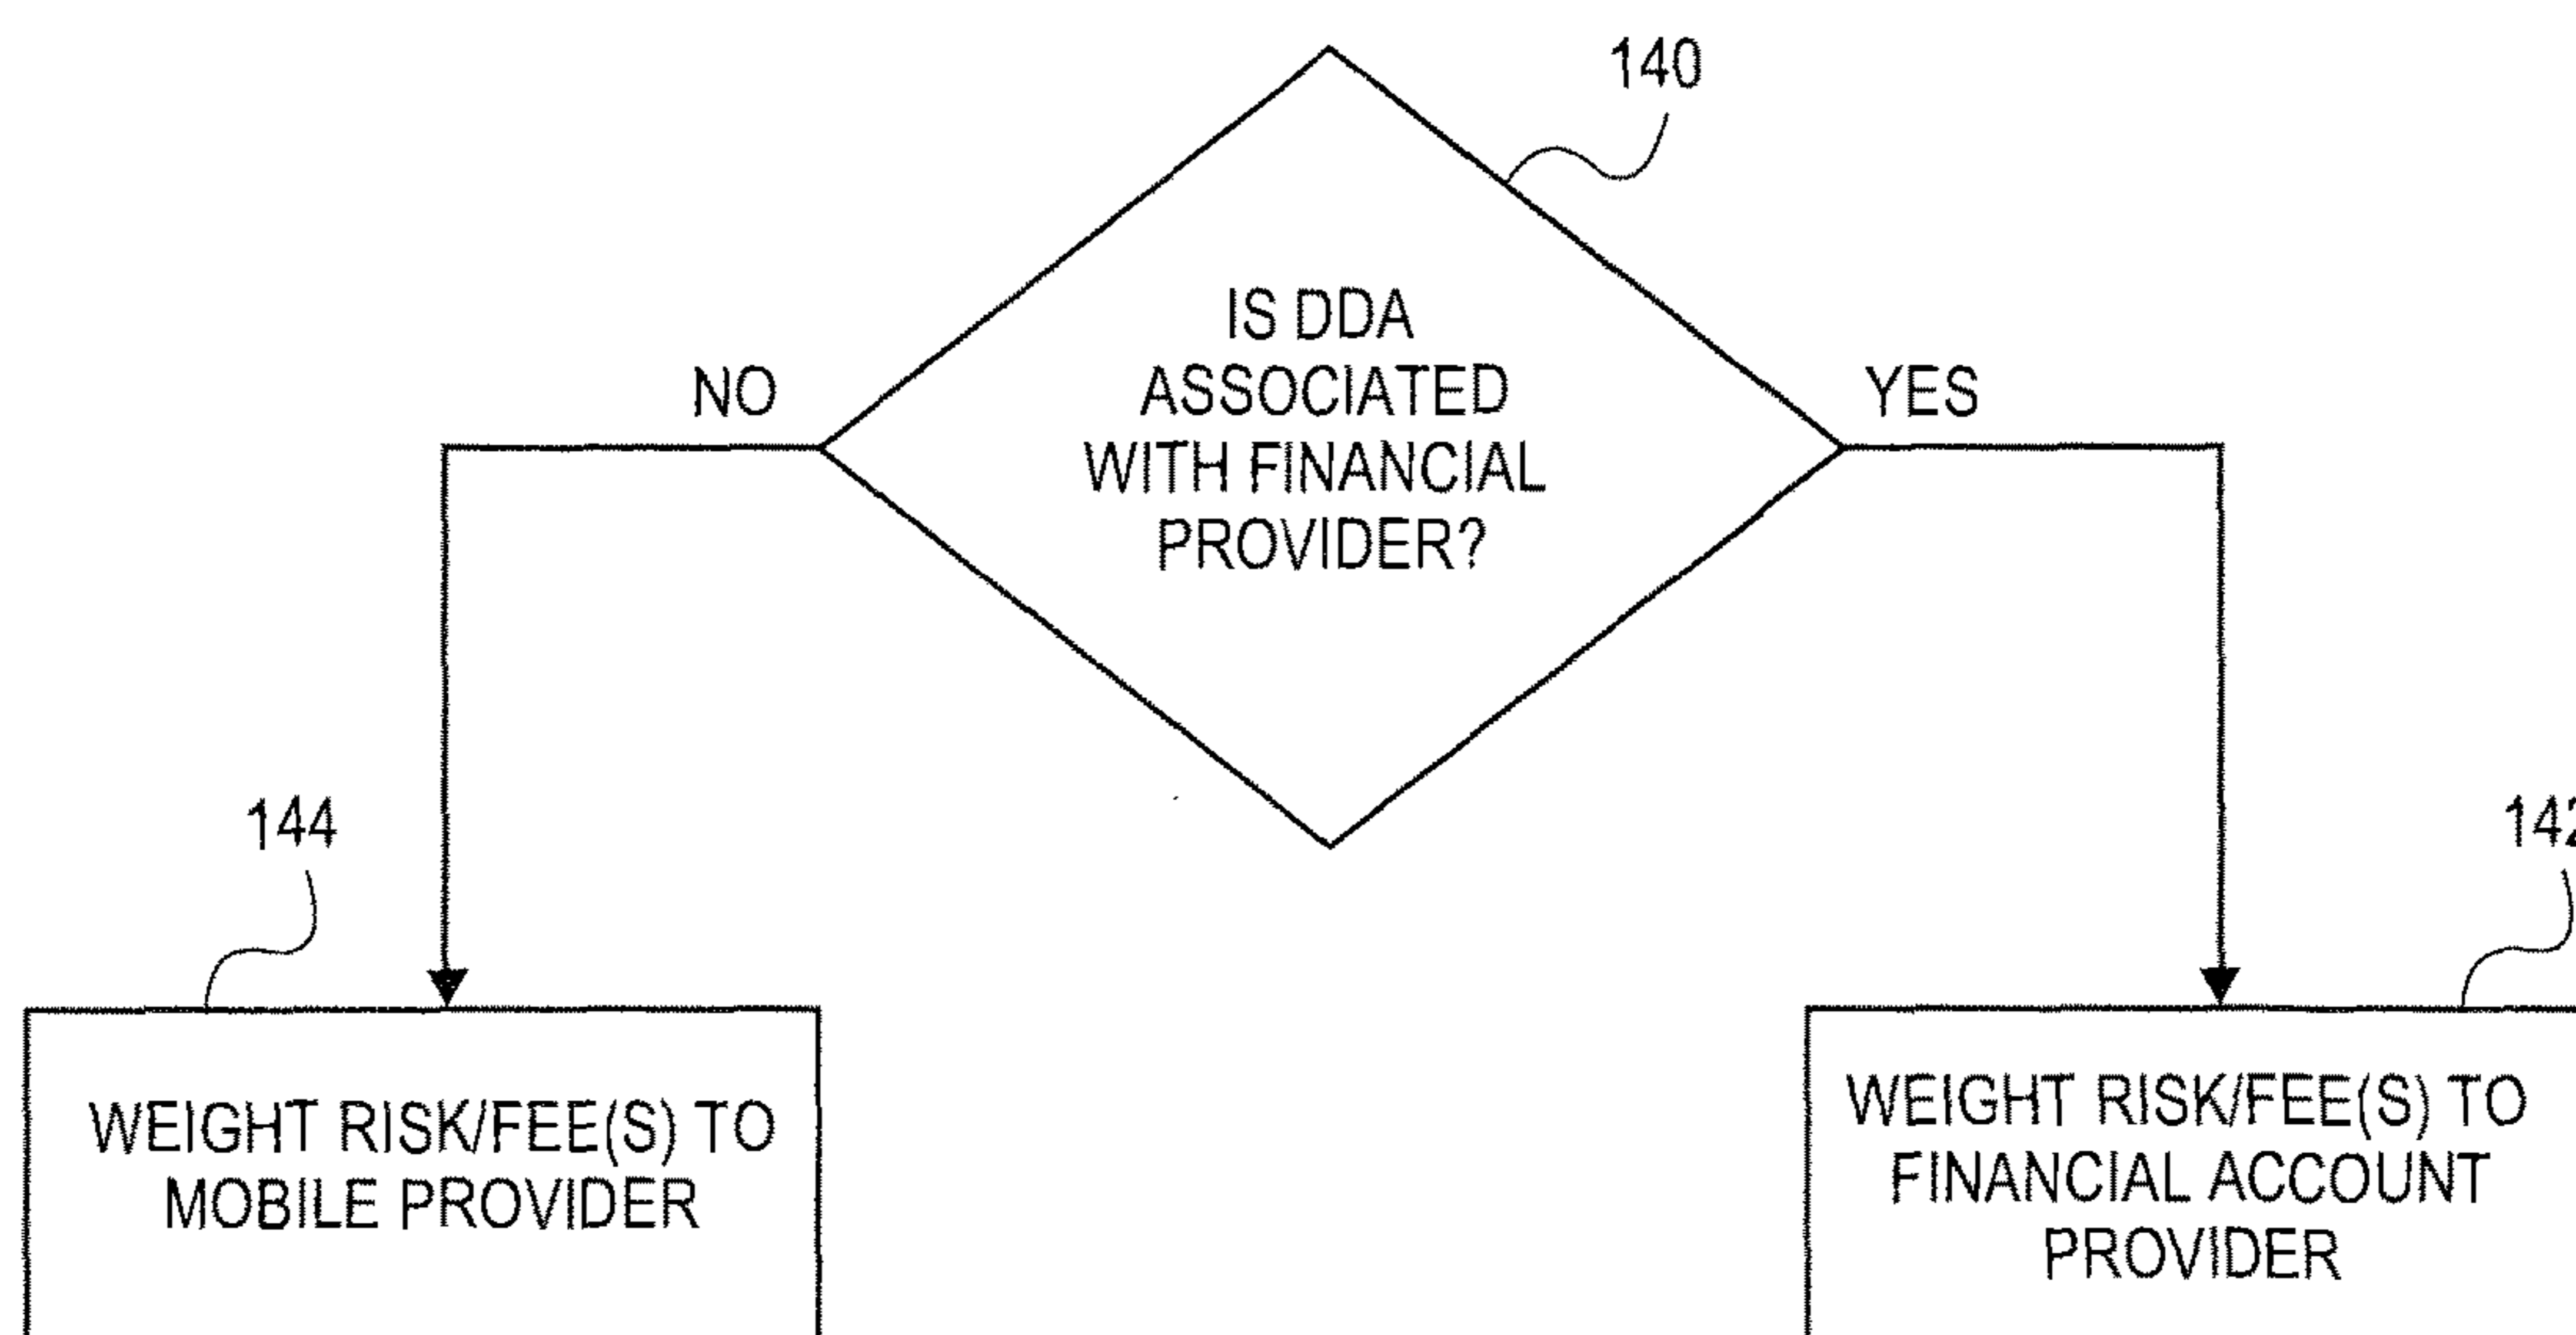 140
IS DDA
ASSOCIATED
WITH FINANCIAL
PROVIDER?
NO
YES
144
142
WEIGHT RISK/FEE(S) TO
MOBILE PROVIDER
WEIGHT RISK/FEE(S) TO
FINANCIAL ACCOUNT
PROVIDER